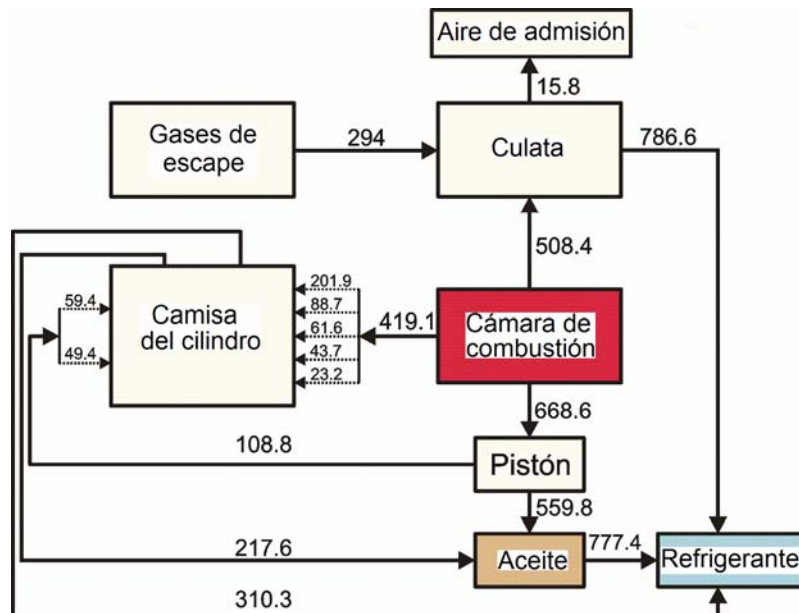 Aire de admisión
15.8
Gases de
escape
294
Culata
786.6
508.4
Camisa
del cilindro
59.4
49.4
201.9
88.7
61.6
43.7
23.2
419.1
Cámara de
combustión
668.6
108.8
Pistón
559.8
217.6
Aceite
777.4
Refrigerante
310.3